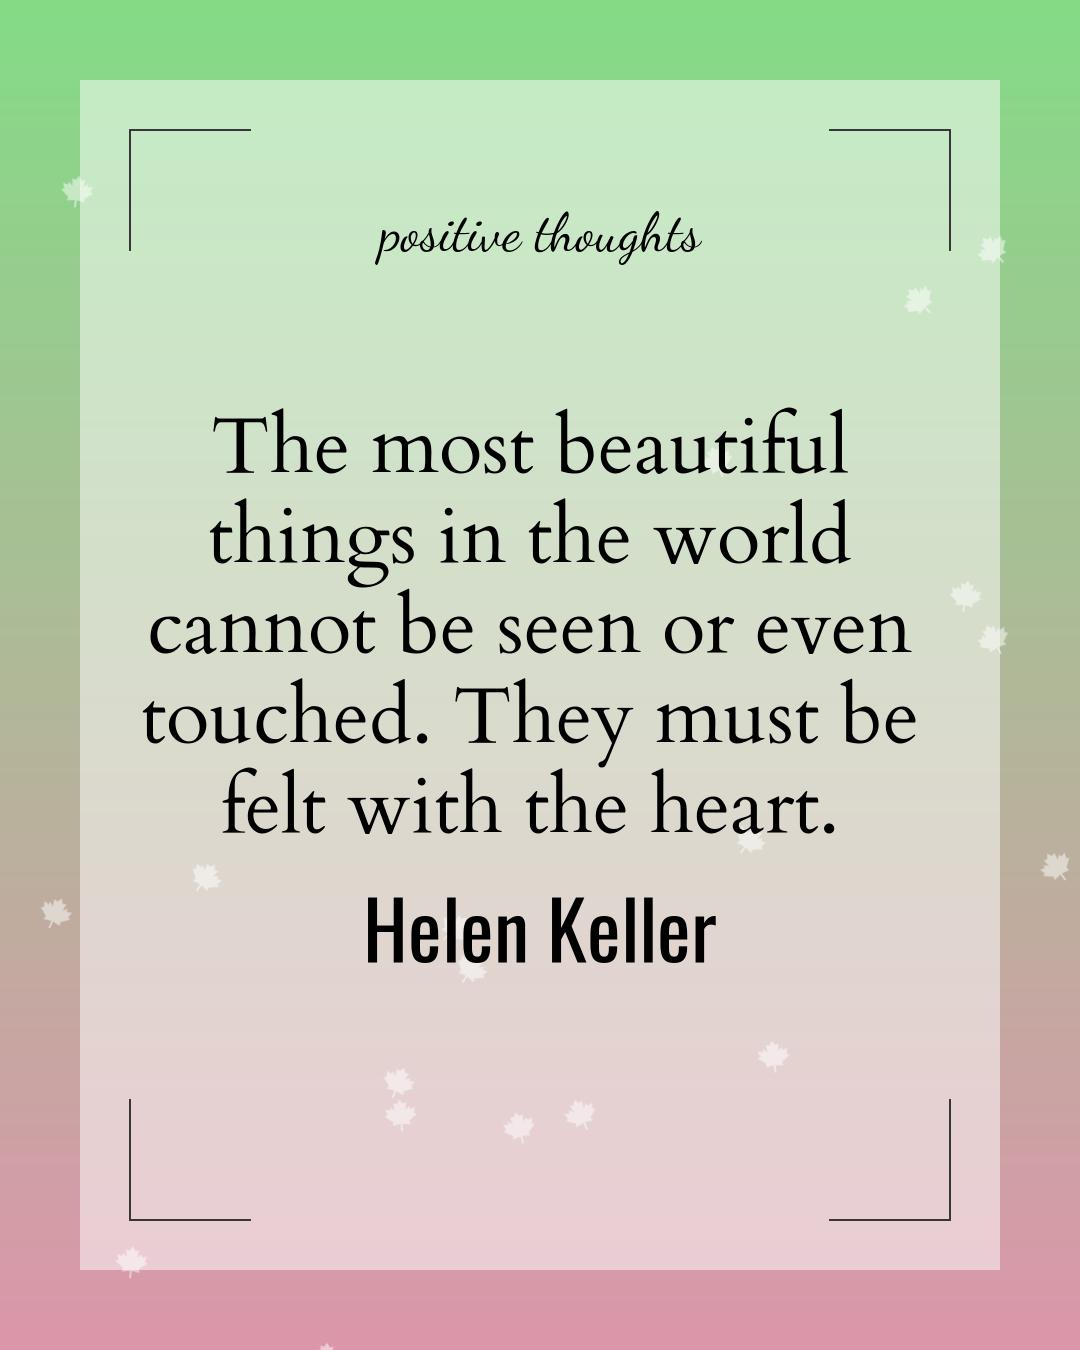 positive thoughts
The most beautiful
things in the world
cannot be seen or even
touched. They must be
felt with the heart.
Helen Keller